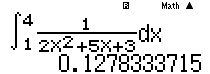 R Math ▲
∫₁⁴ 1/(2X²+5X+3) dx
0.1278333715